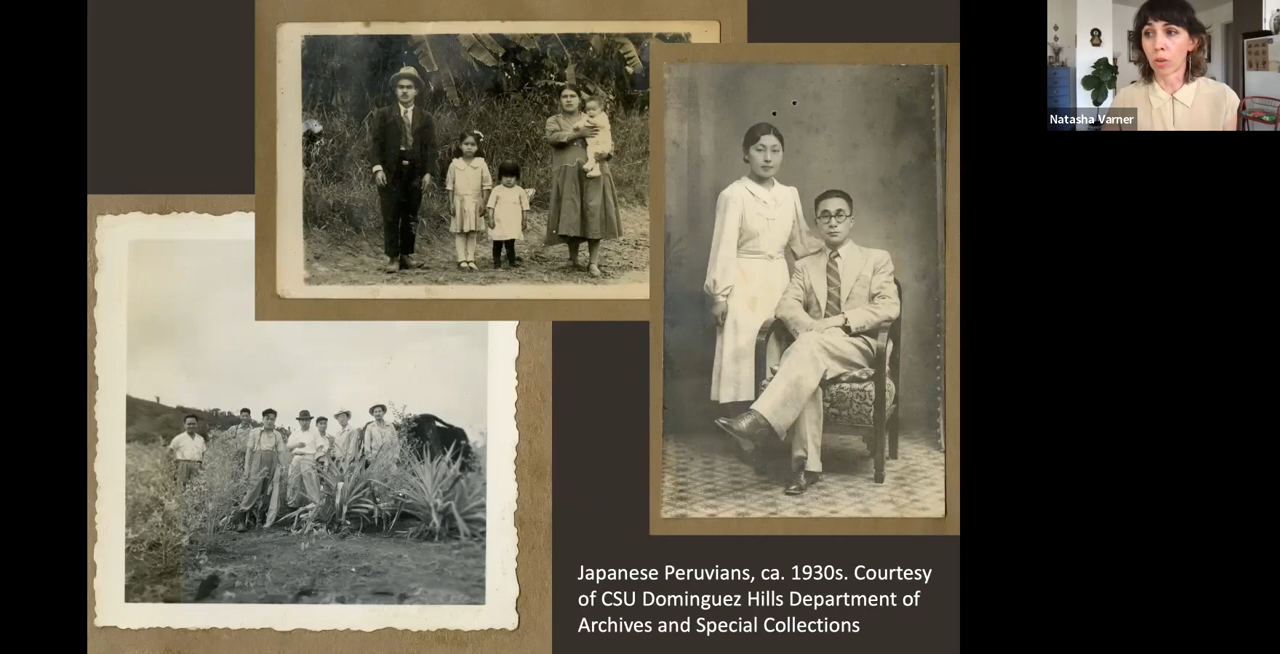 Natasha Varner
Japanese Peruvians, ca. 1930s. Courtesy
of CSU Dominguez Hills Department of
Archives and Special Collections